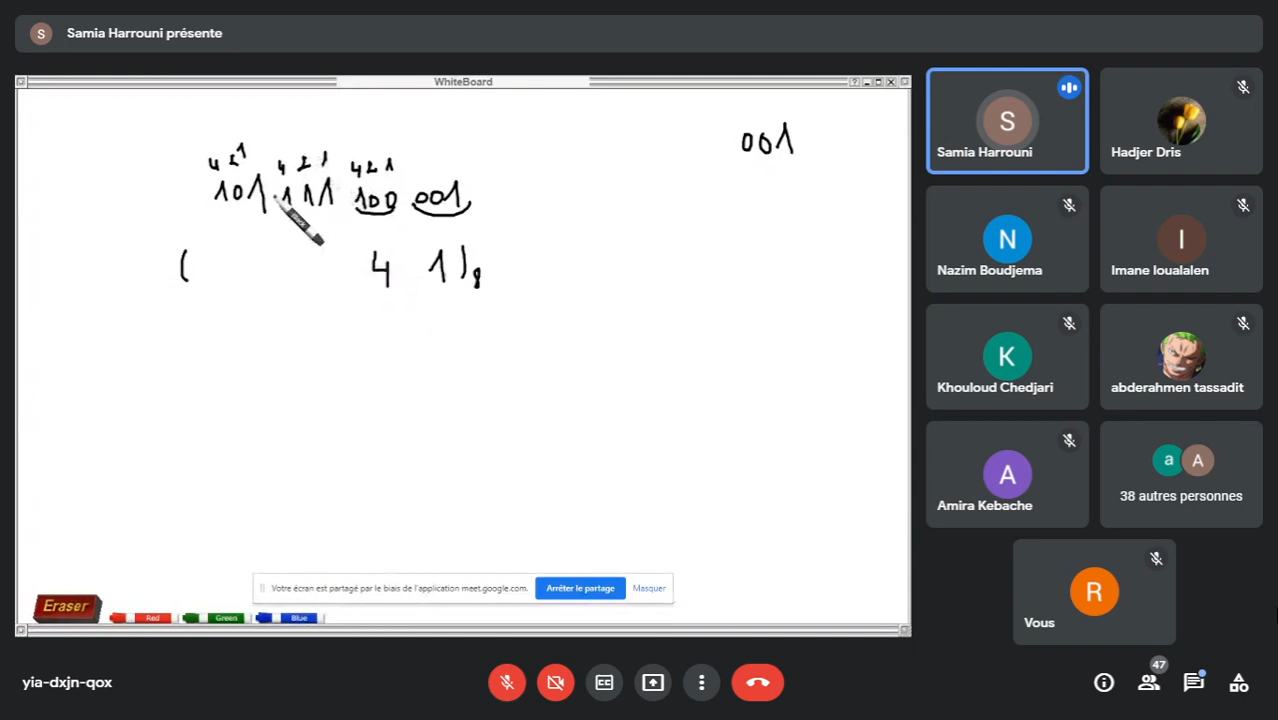 Samia Harrouni présente
WhiteBoard
001
4 2 1 4 2 1 4 2 1
101 111 100 001
( 4 1)8
Votre écran est partagé par le biais de l'application meet.google.com.
Arrêter le partage
Masquer
Eraser
Red
Green
Blue
S
Samia Harrouni
Hadjer Dris
N
Nazim Boudjema
I
Imane Ioualalen
K
Khouloud Chedjari
abderahmen tassadit
A
Amira Kebache
a A
38 autres personnes
R
Vous
yia-dxjn-qox
47